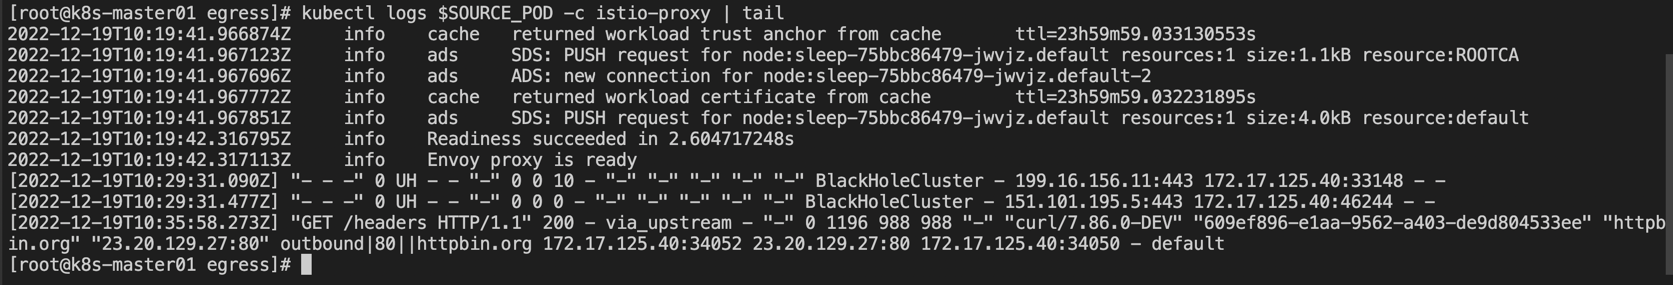 [root@k8s-master01 egress]# kubectl logs $SOURCE_POD -c istio-proxy | tail
2022-12-19T10:19:41.966874Z     info    cache   returned workload trust anchor from cache       ttl=23h59m59.033130553s
2022-12-19T10:19:41.967123Z     info    ads     SDS: PUSH request for node:sleep-75bbc86479-jwvjz.default resources:1 size:1.1kB resource:ROOTCA
2022-12-19T10:19:41.967696Z     info    ads     ADS: new connection for node:sleep-75bbc86479-jwvjz.default-2
2022-12-19T10:19:41.967772Z     info    cache   returned workload certificate from cache        ttl=23h59m59.032231895s
2022-12-19T10:19:41.967851Z     info    ads     SDS: PUSH request for node:sleep-75bbc86479-jwvjz.default resources:1 size:4.0kB resource:default
2022-12-19T10:19:42.316795Z     info    Readiness succeeded in 2.604717248s
2022-12-19T10:19:42.317113Z     info    Envoy proxy is ready
[2022-12-19T10:29:31.090Z] "- - -" 0 UH - - "-" 0 0 10 - "-" "-" "-" "-" "-" BlackHoleCluster - 199.16.156.11:443 172.17.125.40:33148 - -
[2022-12-19T10:29:31.477Z] "- - -" 0 UH - - "-" 0 0 0 - "-" "-" "-" "-" "-" BlackHoleCluster - 151.101.195.5:443 172.17.125.40:46244 - -
[2022-12-19T10:35:58.273Z] "GET /headers HTTP/1.1" 200 - via_upstream - "-" 0 1196 988 988 "-" "curl/7.86.0-DEV" "609ef896-e1aa-9562-a403-de9d804533ee" "httpb
in.org" "23.20.129.27:80" outbound|80||httpbin.org 172.17.125.40:34052 23.20.129.27:80 172.17.125.40:34050 - default
[root@k8s-master01 egress]#